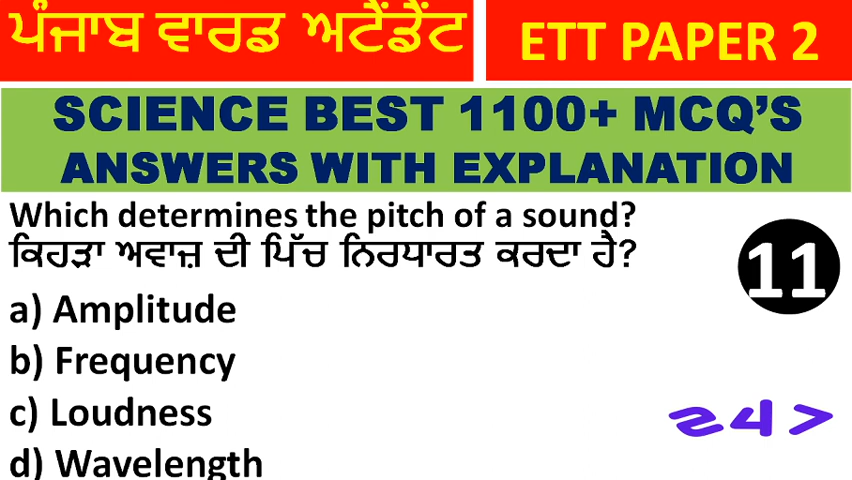 ਪੰਜਾਬ ਵਾਰਡ ਅਟੈਂਡੈਂਟ
ETT PAPER 2
SCIENCE BEST 1100+ MCQ'S
ANSWERS WITH EXPLANATION
Which determines the pitch of a sound?
ਕਿਹੜਾ ਅਵਾਜ਼ ਦੀ ਪਿੱਚ ਨਿਰਧਾਰਤ ਕਰਦਾ ਹੈ?
11
a) Amplitude
b) Frequency
c) Loudness
247
d) Wavelength